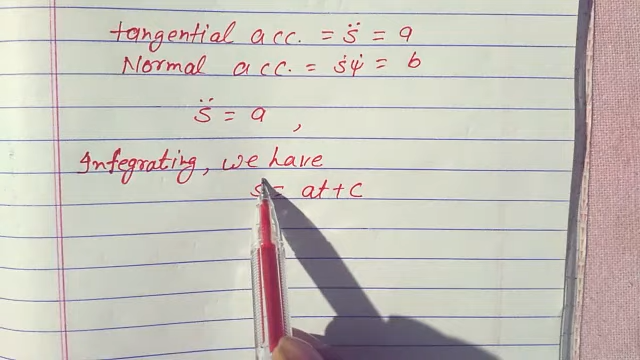 tangential acc. = s̈ = a
Normal acc. = ṡψ̇ = b
s̈ = a ,
Integrating, we have
s = at + c